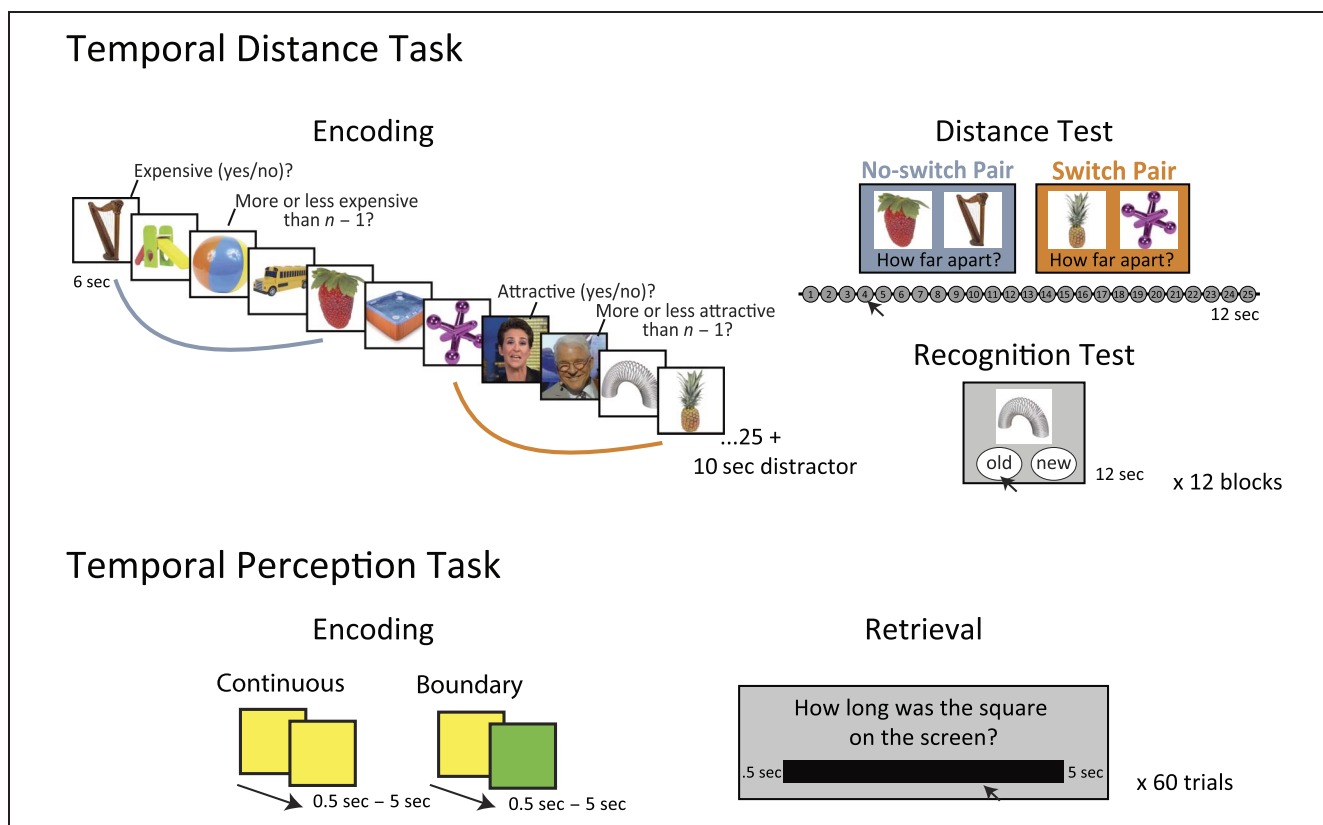 Temporal Distance Task
Encoding
Expensive (yes/no)?
More or less expensive
than n – 1?
6 sec
Attractive (yes/no)?
More or less attractive
than n – 1?
...25 +
10 sec distractor
Distance Test
No-switch Pair
Switch Pair
How far apart?
How far apart?
1 2 3 4 5 6 7 8 9 10 11 12 13 14 15 16 17 18 19 20 21 22 23 24 25
12 sec
Recognition Test
old
new
12 sec
x 12 blocks
Temporal Perception Task
Encoding
Continuous
Boundary
0.5 sec – 5 sec
0.5 sec – 5 sec
Retrieval
How long was the square
on the screen?
.5 sec
5 sec
x 60 trials